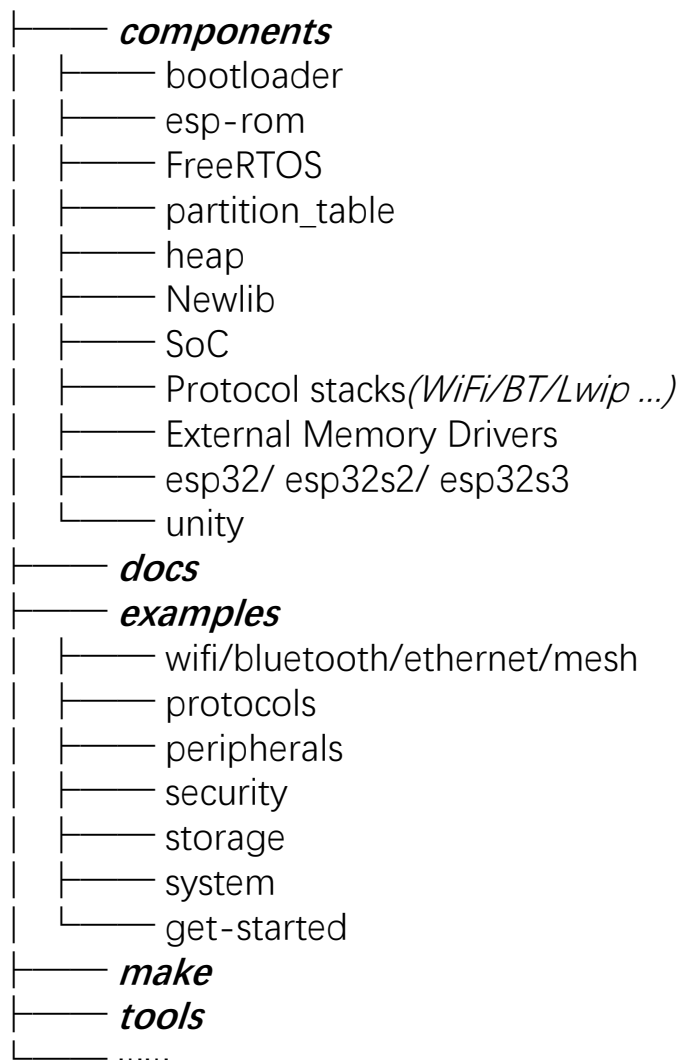 components
bootloader
esp-rom
FreeRTOS
partition_table
heap
Newlib
SoC
Protocol stacks(WiFi/BT/Lwip ...)
External Memory Drivers
esp32/ esp32s2/ esp32s3
unity
docs
examples
wifi/bluetooth/ethernet/mesh
protocols
peripherals
security
storage
system
get-started
make
tools
......